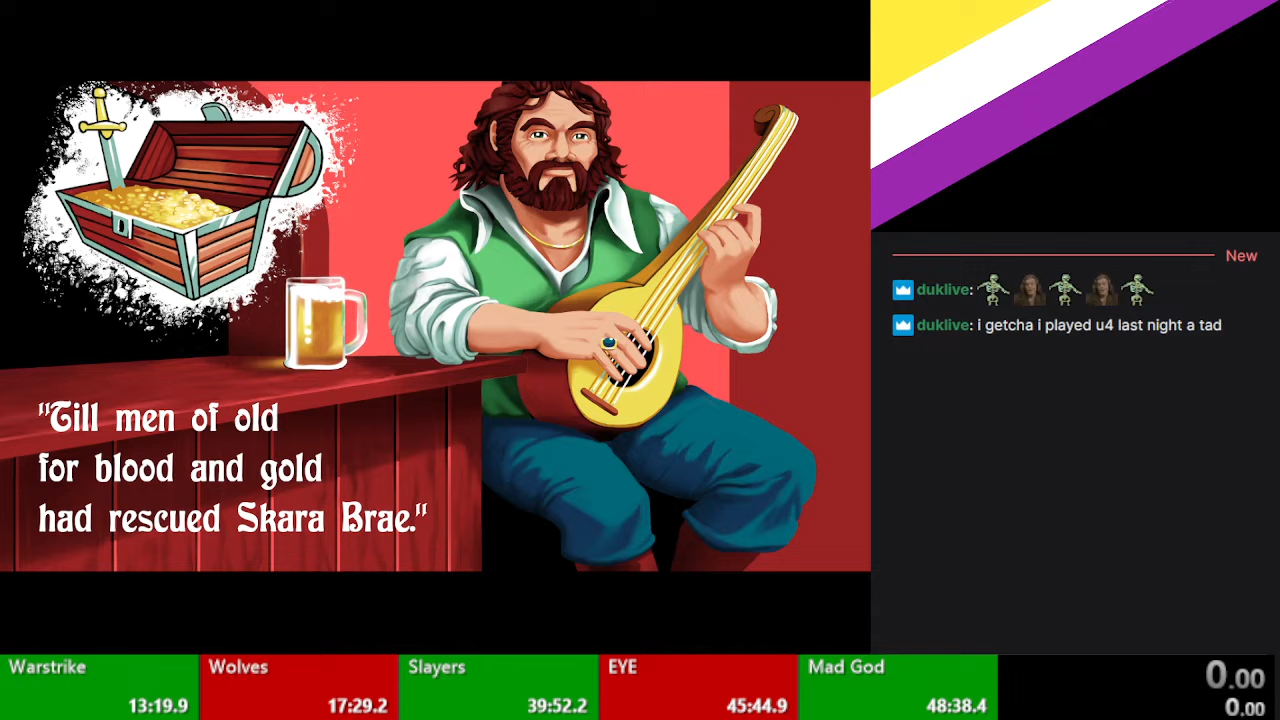 "Till men of old
for blood and gold
had rescued Skara Brae."
New
duklive:
duklive: i getcha i played u4 last night a tad
Warstrike
13:19.9
Wolves
17:29.2
Slayers
39:52.2
EYE
45:44.9
Mad God
48:38.4
0.00
0.00